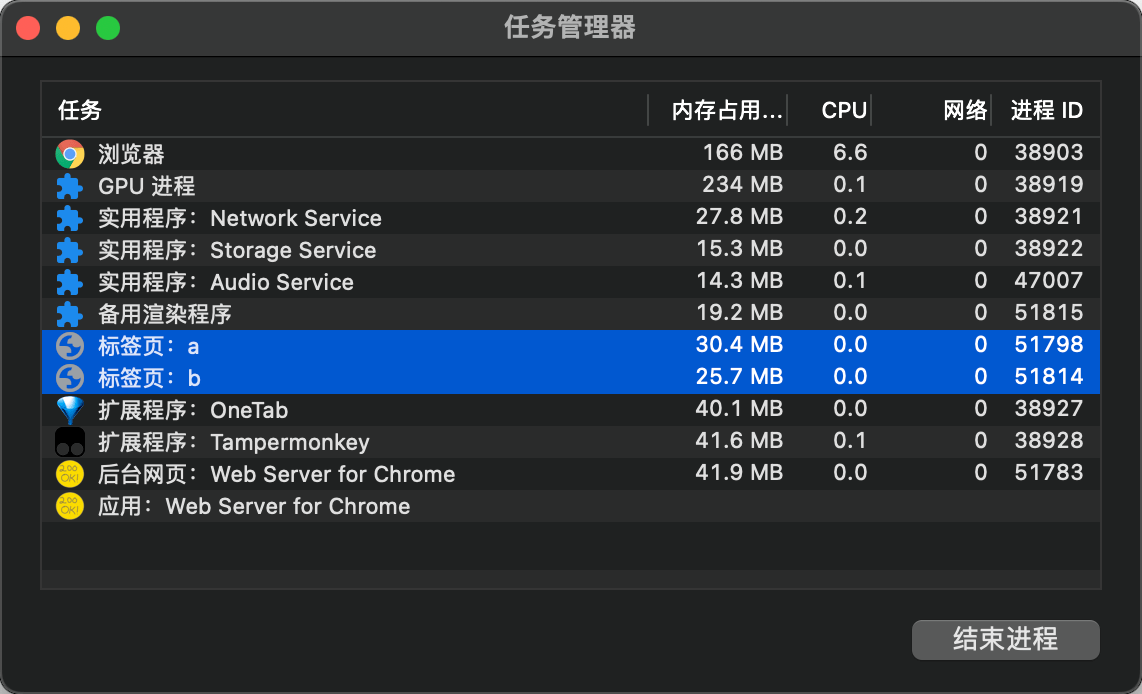 任务管理器
任务 内存占用... CPU 网络 进程 ID
浏览器 166 MB 6.6 0 38903
GPU 进程 234 MB 0.1 0 38919
实用程序：Network Service 27.8 MB 0.2 0 38921
实用程序：Storage Service 15.3 MB 0.0 0 38922
实用程序：Audio Service 14.3 MB 0.1 0 47007
备用渲染程序 19.2 MB 0.0 0 51815
标签页：a 30.4 MB 0.0 0 51798
标签页：b 25.7 MB 0.0 0 51814
扩展程序：OneTab 40.1 MB 0.0 0 38927
扩展程序：Tampermonkey 41.6 MB 0.1 0 38928
200 OK! 后台网页：Web Server for Chrome 41.9 MB 0.0 0 51783
200 OK! 应用：Web Server for Chrome
结束进程